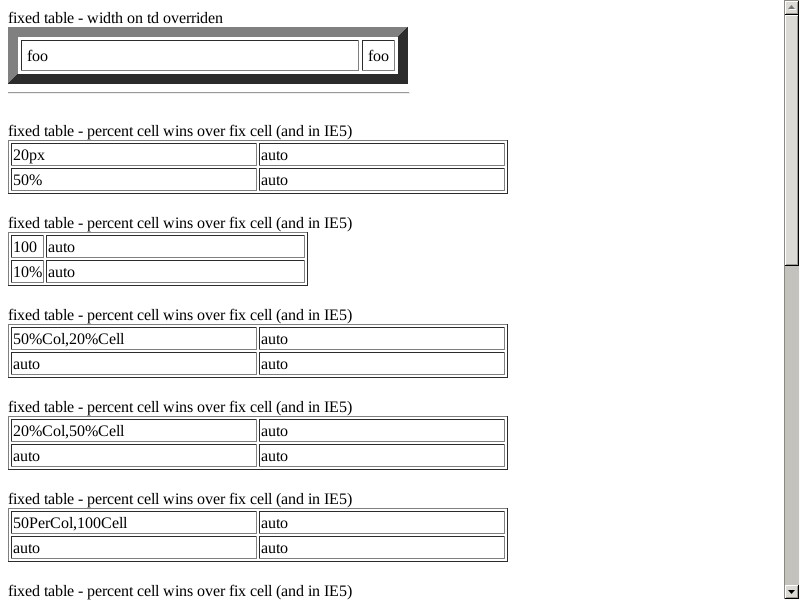 fixed table - width on td overriden
foo foo
fixed table - percent cell wins over fix cell (and in IE5)
20px auto
50% auto
fixed table - percent cell wins over fix cell (and in IE5)
100 auto
10% auto
fixed table - percent cell wins over fix cell (and in IE5)
50%Col,20%Cell auto
auto auto
fixed table - percent cell wins over fix cell (and in IE5)
20%Col,50%Cell auto
auto auto
fixed table - percent cell wins over fix cell (and in IE5)
50PerCol,100Cell auto
auto auto
fixed table - percent cell wins over fix cell (and in IE5)